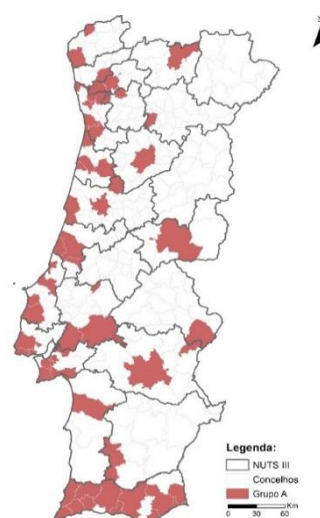 Legenda:
NUTS III
Concelhos
Grupo A
0 30 60
Km